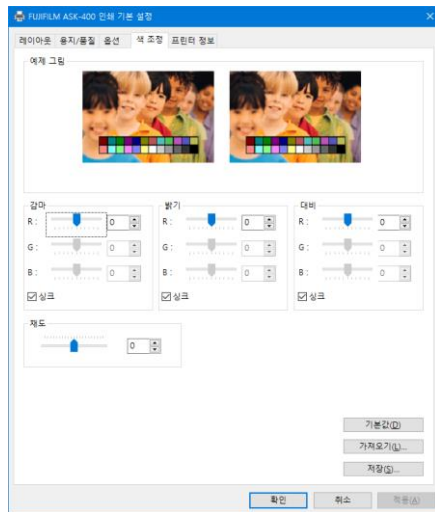 FUJIFILM ASK-400 인쇄 기본 설정
레이아웃 용지/품질 옵션 색 조정 프린터 정보
예제 그림
감마 밝기 대비
R: 0 R: 0 R: 0
G: 0 G: 0 G: 0
B: 0 B: 0 B: 0
싱크 싱크 싱크
채도
0
기본값(D)
가져오기(L)...
저장(S)...
확인 취소 적용(A)